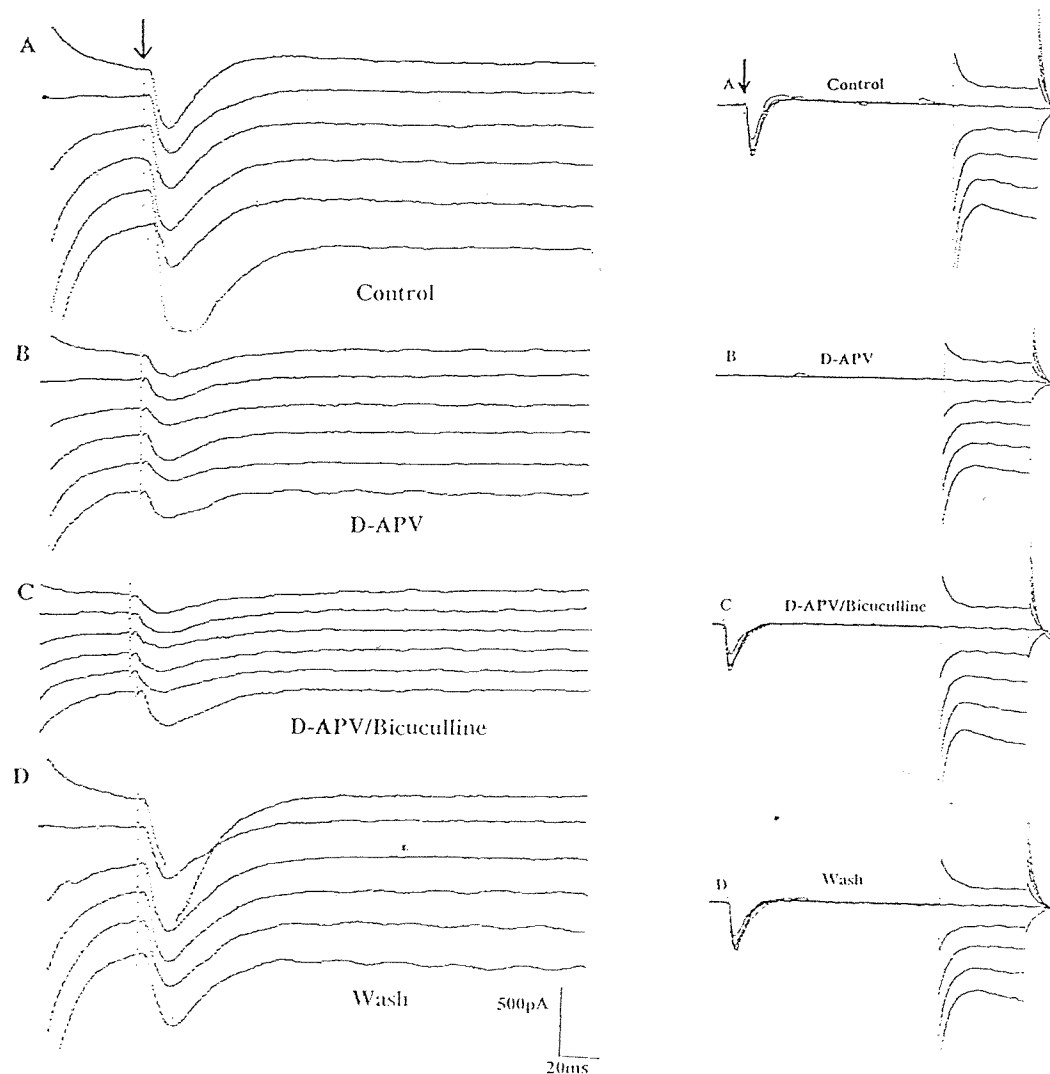 A
Control
B
D-APV
C
D-APV/Bicuculline
D
Wash
500pA
20ms
A
Control
B
D-APV
C
D-APV/Bicuculline
D
Wash